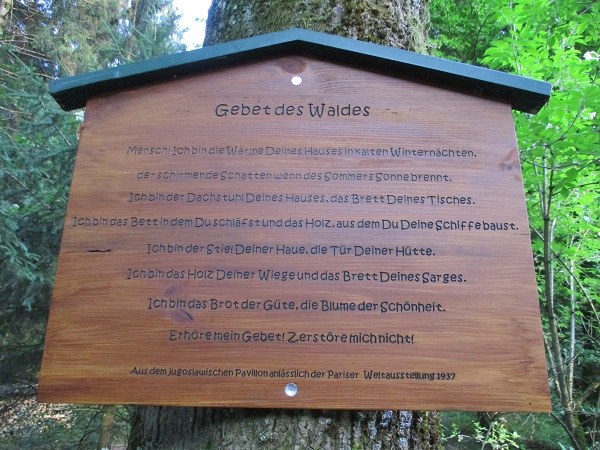 Gebet des Waldes
Mensch! Ich bin die Wärme Deines Hauses in kalten Winternächten,
der schirmende Schatten wenn des Sommers Sonne brennt.
Ich bin der Dachstuhl Deines Hauses, das Brett Deines Tisches.
Ich bin das Bett in dem Du schläfst und das Holz, aus dem Du Deine Schiffe baust.
Ich bin der Stiel Deiner Haue, die Tür Deiner Hütte.
Ich bin das Holz Deiner Wiege und das Brett Deines Sarges.
Ich bin das Brot der Güte, die Blume der Schönheit.
Erhöre mein Gebet! Zerstöre mich nicht!
Aus dem jugoslawischen Pavillon anlässlich der Pariser Weltausstellung 1937